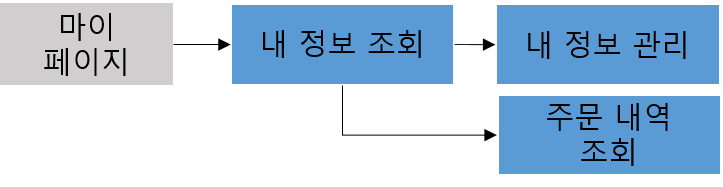 마이
페이지
내 정보 조회
내 정보 관리
주문 내역
조회